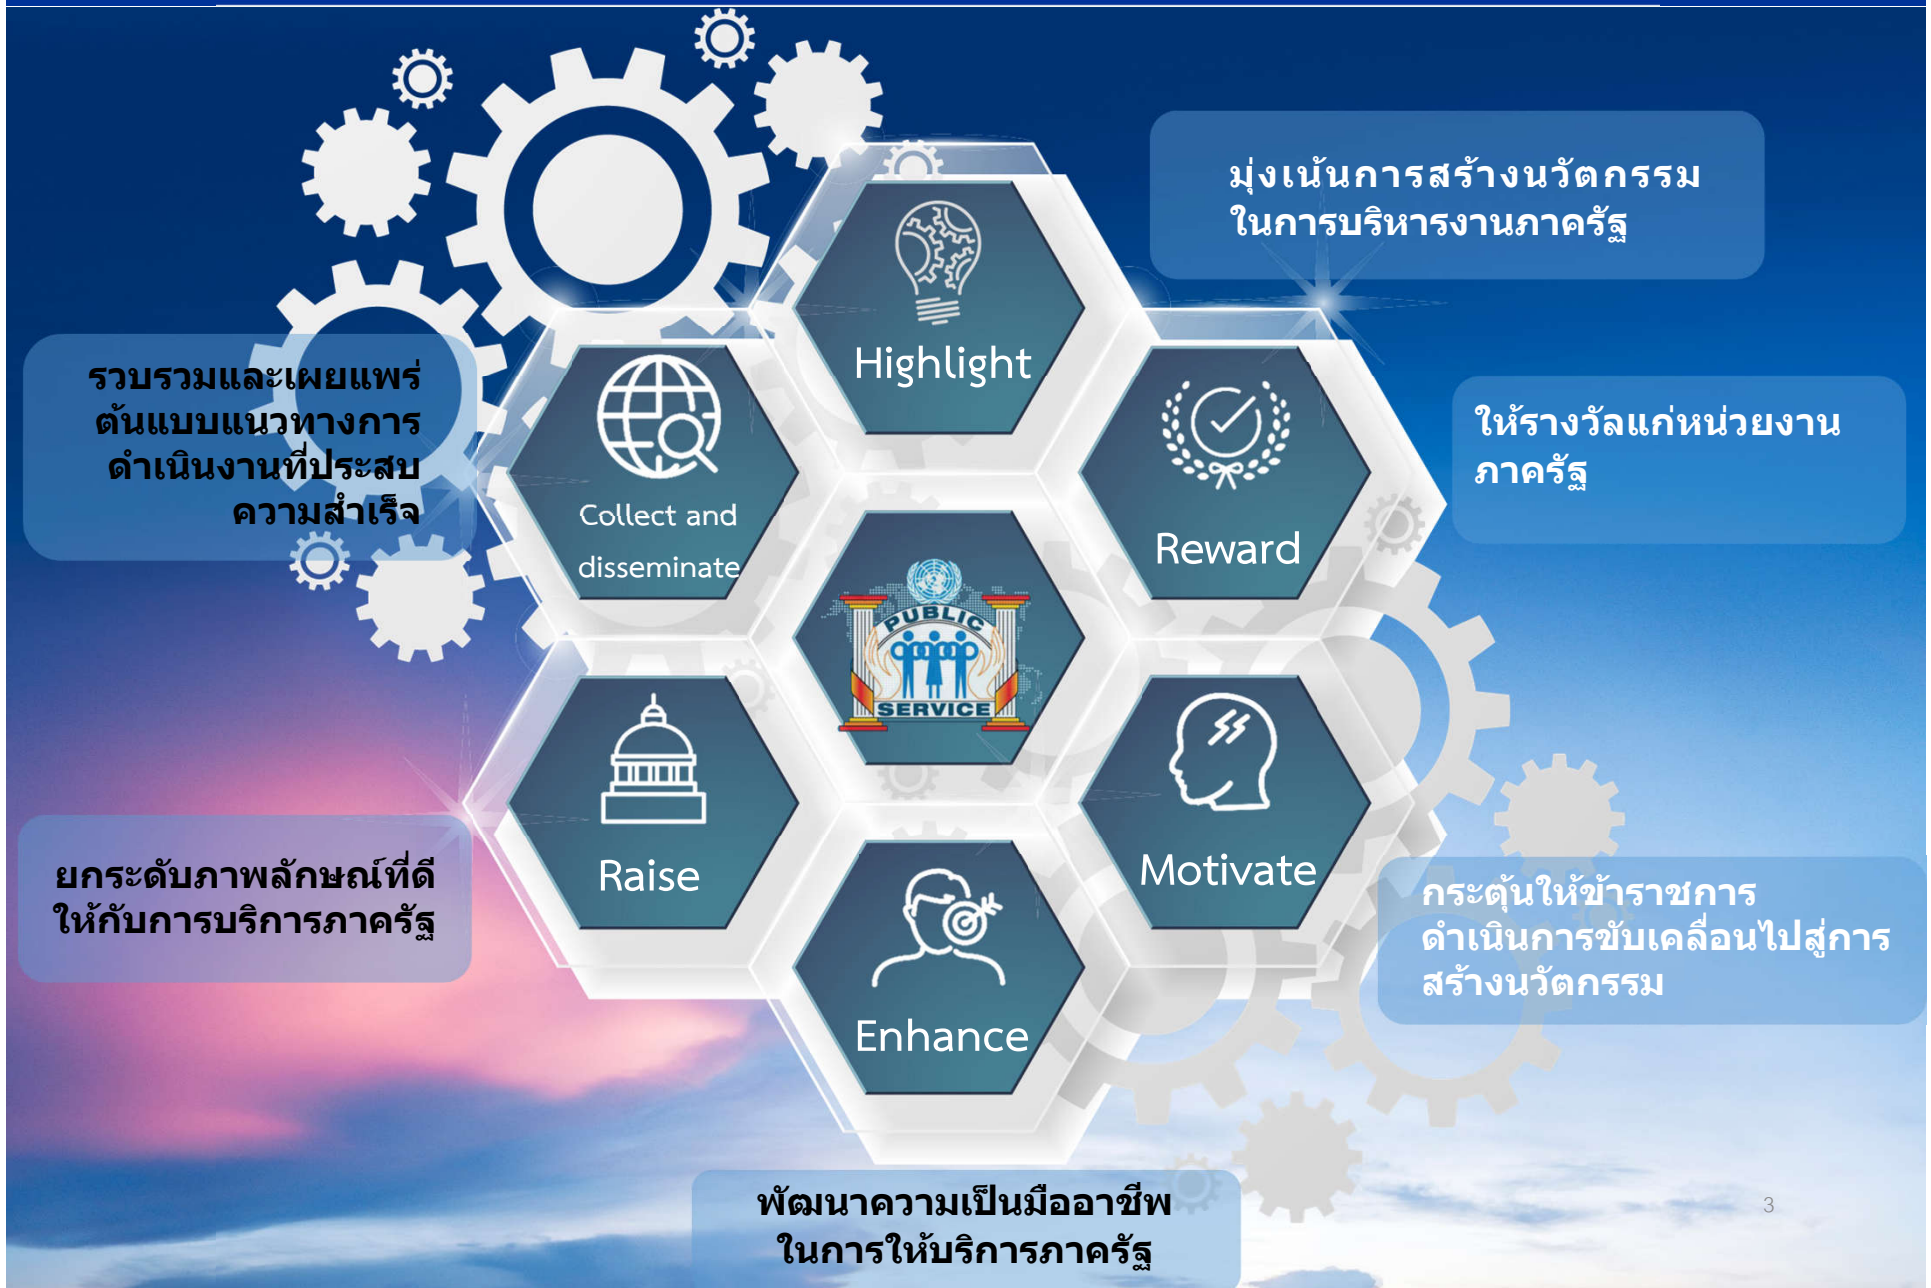 มุ่งเน้นการสร้างนวัตกรรม
ในการบริหารงานภาครัฐ
Highlight
รวบรวมและเผยแพร่
ต้นแบบแนวทางการ
ดำเนินงานที่ประสบ
ความสำเร็จ
Collect and
disseminate
ให้รางวัลแก่หน่วยงาน
ภาครัฐ
Reward
PUBLIC
SERVICE
ยกระดับภาพลักษณ์ที่ดี
ให้กับการบริการภาครัฐ
Raise
Motivate
กระตุ้นให้ข้าราชการ
ดำเนินการขับเคลื่อนไปสู่การ
สร้างนวัตกรรม
Enhance
พัฒนาความเป็นมืออาชีพ
ในการให้บริการภาครัฐ
3